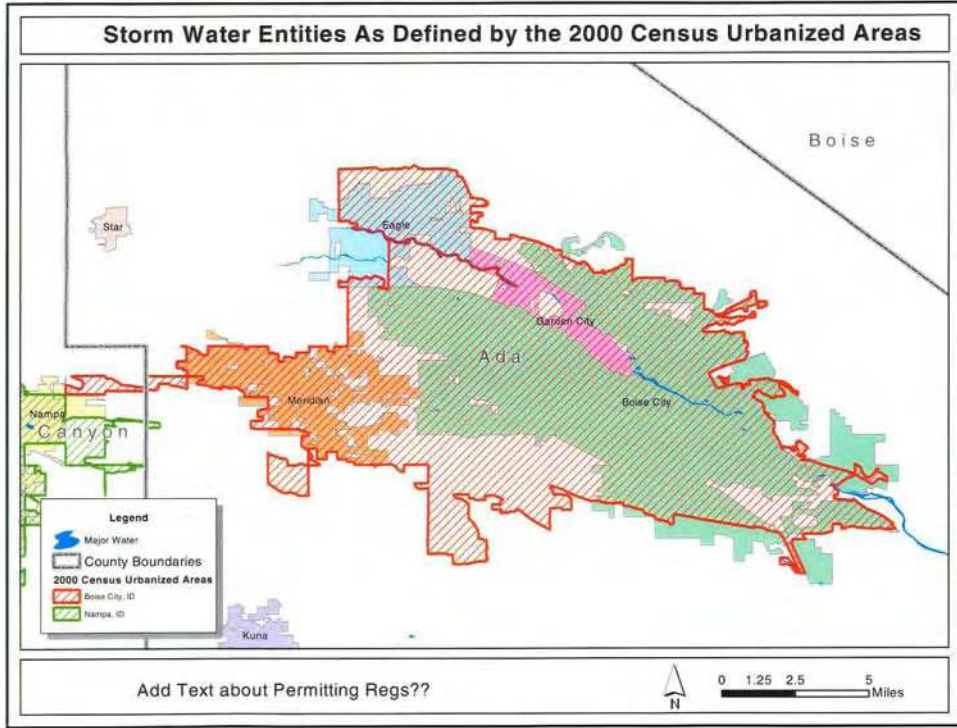 Storm Water Entities As Defined by the 2000 Census Urbanized Areas
Boise
Star
Eagle
Garden City
Ada
Meridian
Boise City
Nampa
Canyon
Legend
Major Water
County Boundaries
2000 Census Urbanized Areas
Boise City, ID
Nampa, ID
Kuna
Add Text about Permitting Regs??
N
0 1.25 2.5 5
Miles